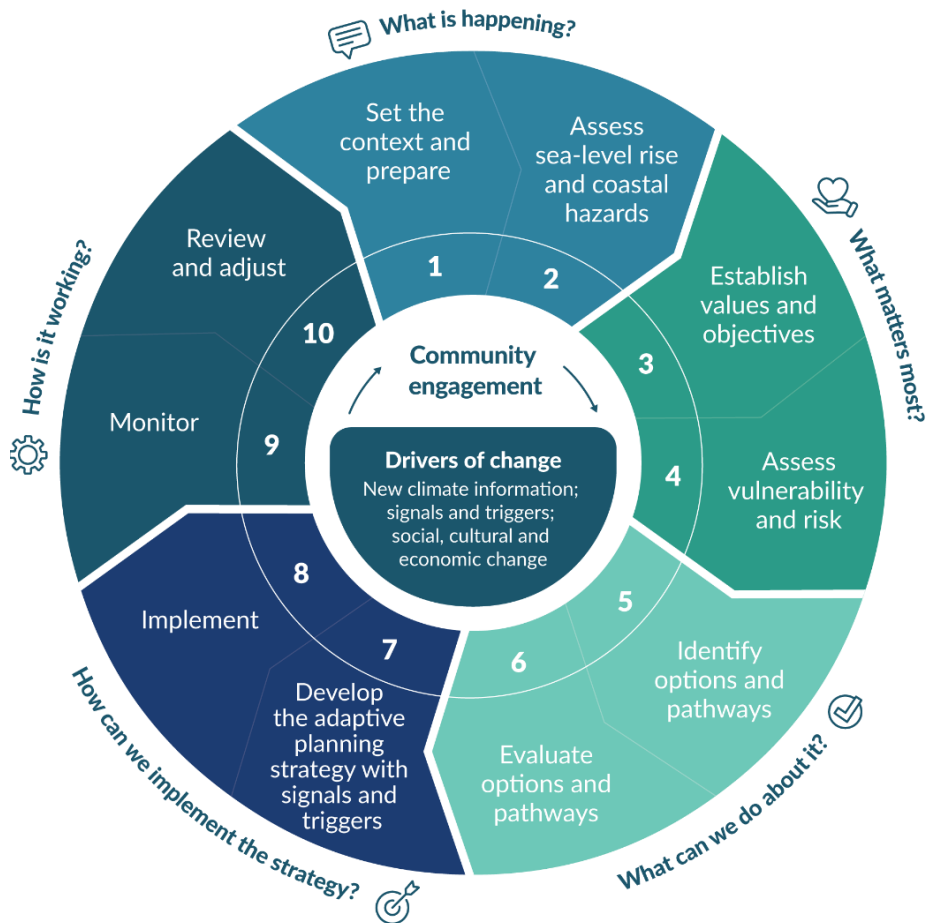 What is happening?
Set the
context and
prepare
1
Assess
sea-level rise
and coastal
hazards
2
What matters most?
Establish
values and
objectives
3
Assess
vulnerability
and risk
4
What can we do about it?
Identify
options and
pathways
5
Evaluate
options and
pathways
6
How can we implement the strategy?
Develop
the adaptive
planning
strategy with
signals and
triggers
7
Implement
8
How is it working?
Monitor
9
Review
and adjust
10
Community
engagement
Drivers of change
New climate information;
signals and triggers;
social, cultural and
economic change